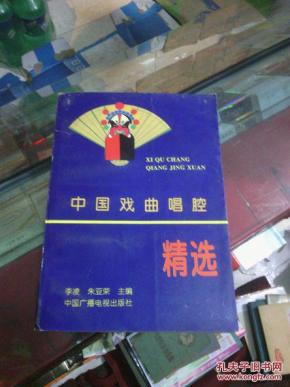 XI QU CHANG
QIANG JING XUAN
中国戏曲唱腔
精选
李凌 朱亚荣 主编
中国广播电视出版社
孔夫子旧书网